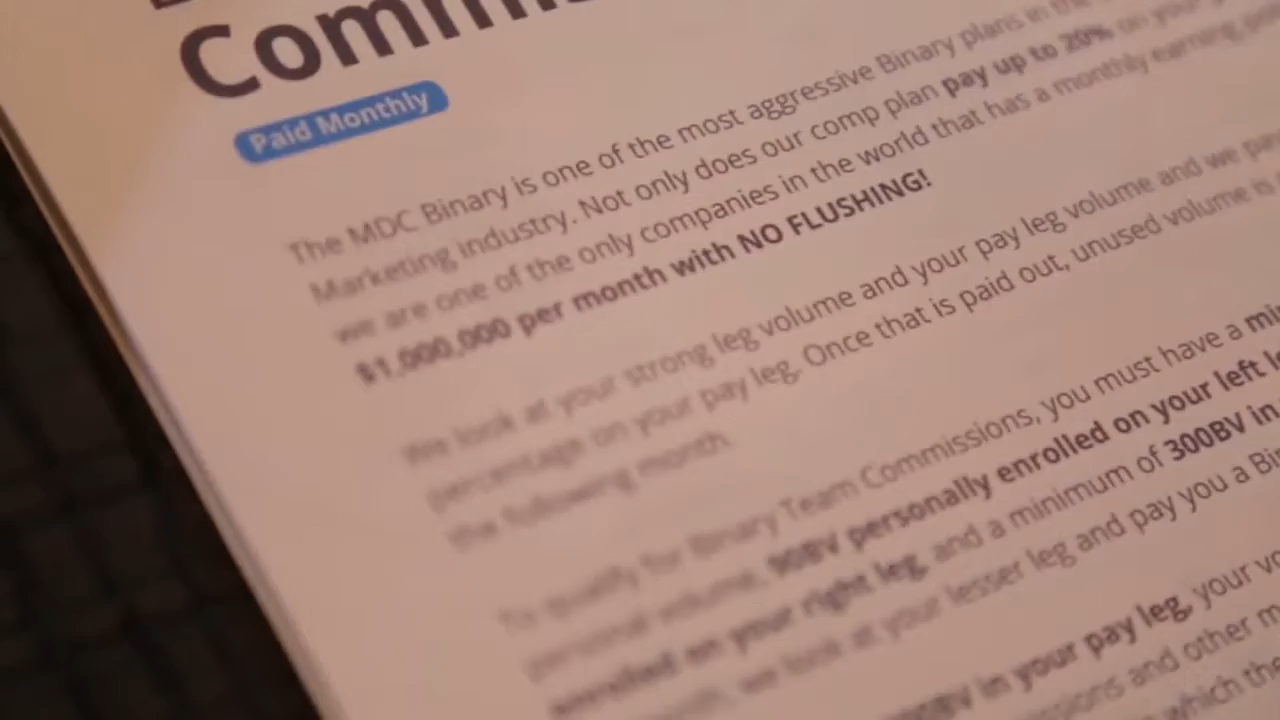 Paid Monthly
The MDC Binary is one of the most aggressive Binary plans in the
Marketing industry. Not only does our comp plan pay up to 20% on your
we are one of the only companies in the world that has a monthly earning
$1,000,000 per month with NO FLUSHING!
We look at your strong leg volume and your pay leg volume and we pay
percentage on your pay leg. Once that is paid out, unused volume is
the following month.
To qualify for Binary Team Commissions, you must have a
personal volume, 90BV personally enrolled on your left
enrolled on your right leg, and a minimum of 300BV in
we look at your lesser leg and pay you a
in your pay leg, your
and other
which the